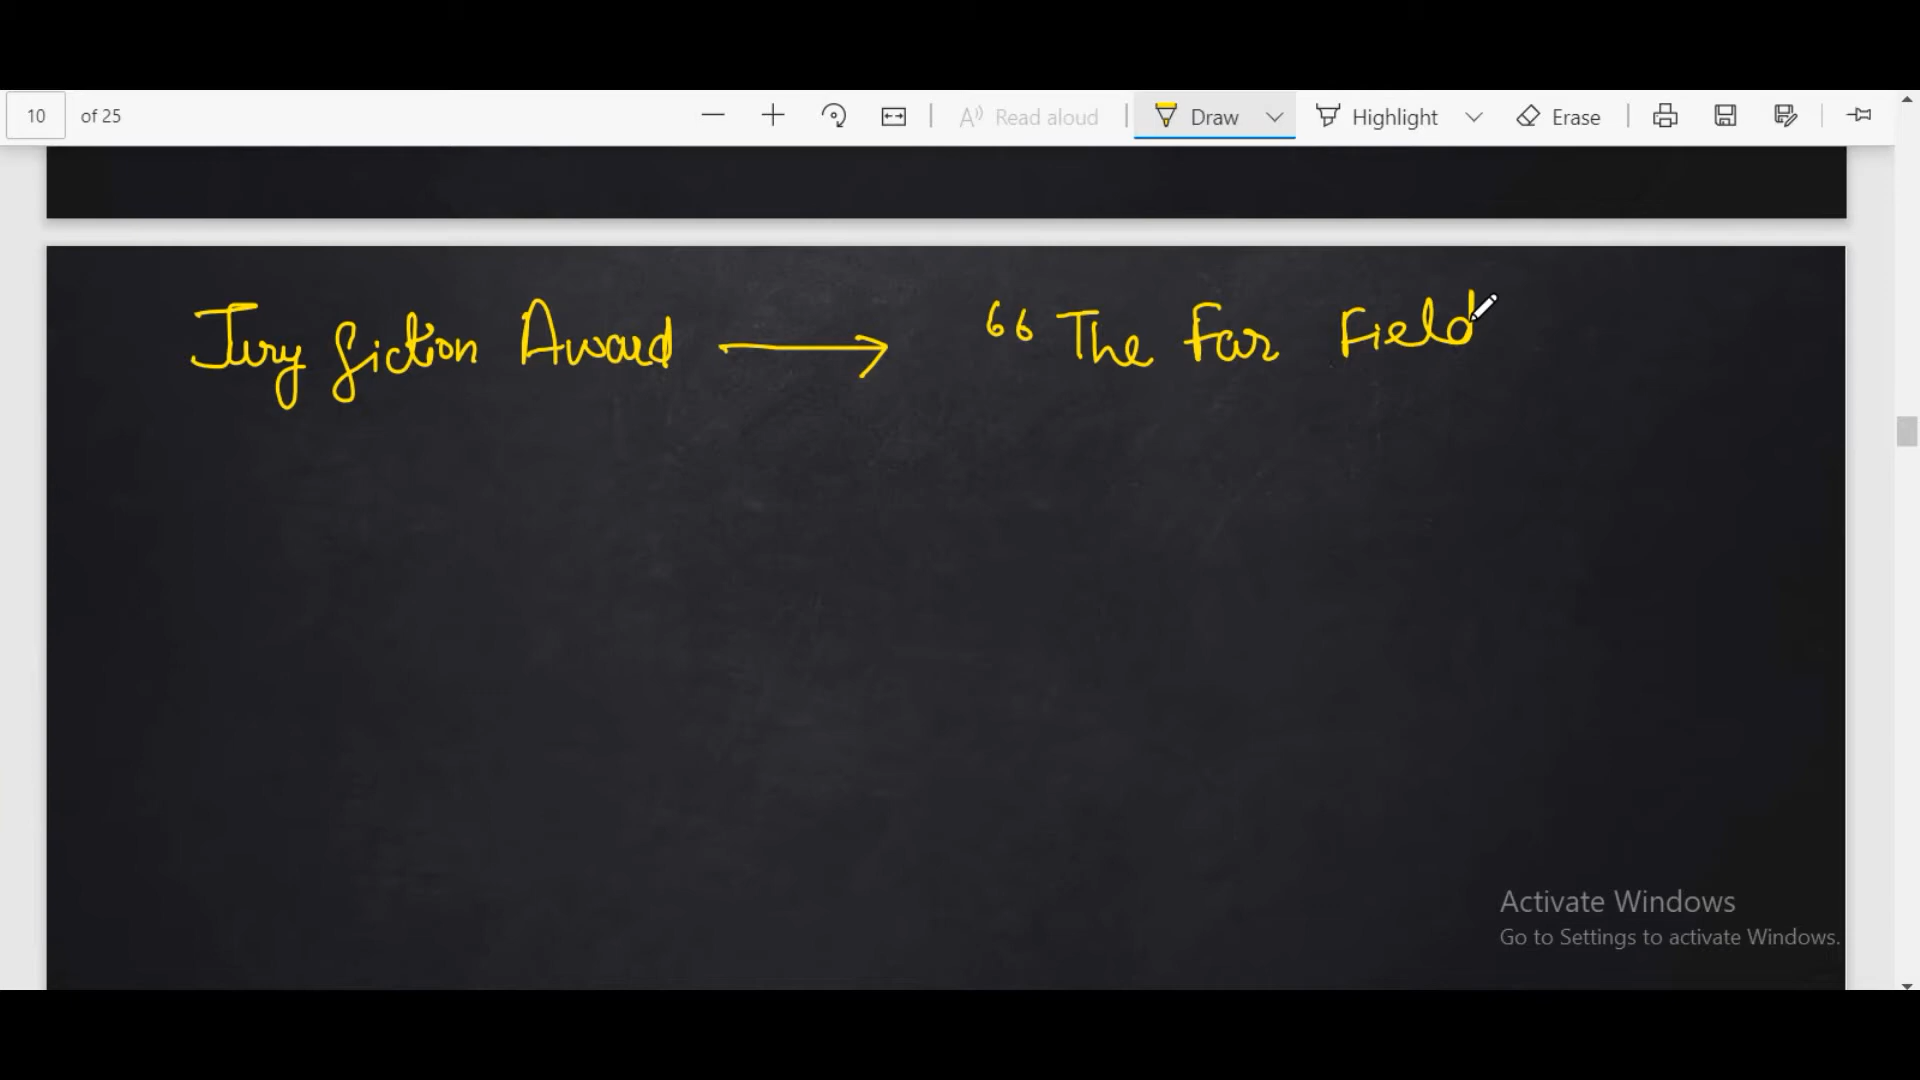 10 of 25 Read aloud Draw Highlight Erase
Jury fiction Award → “ The Far Field
Activate Windows
Go to Settings to activate Windows.